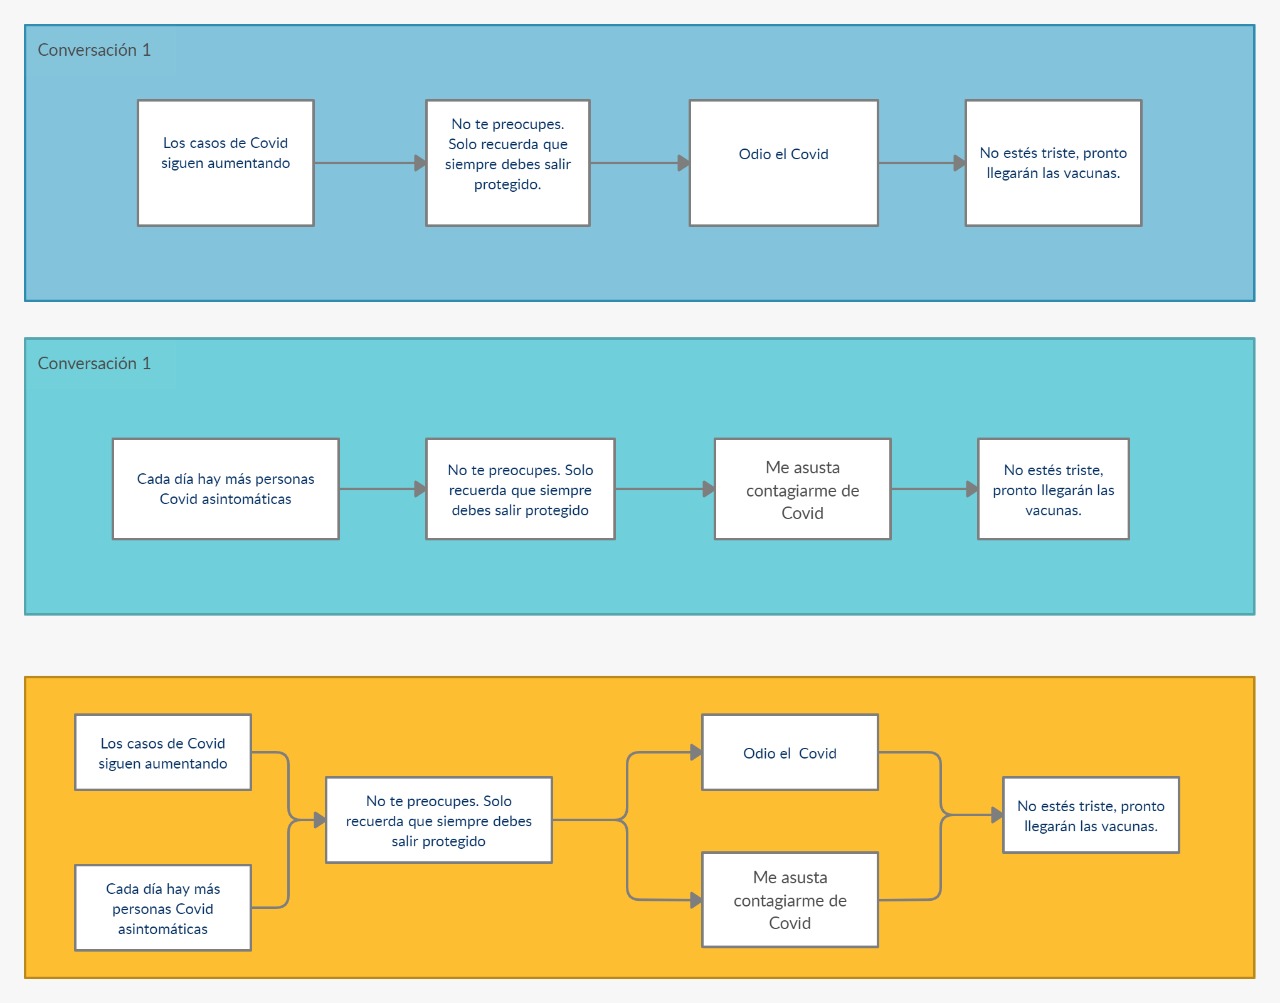 Conversación 1
Los casos de Covid
siguen aumentando
No te preocupes.
Solo recuerda que
siempre debes salir
protegido.
Odio el Covid
No estés triste, pronto
llegarán las vacunas.
Conversación 1
Cada día hay más personas
Covid asintomáticas
No te preocupes. Solo
recuerda que siempre
debes salir protegido
Me asusta
contagiarme de
Covid
No estés triste,
pronto llegarán las
vacunas.
Los casos de Covid
siguen aumentando
Cada día hay más
personas Covid
asintomáticas
No te preocupes. Solo
recuerda que siempre debes
salir protegido
Odio el  Covid
Me asusta
contagiarme de
Covid
No estés triste, pronto
llegarán las vacunas.